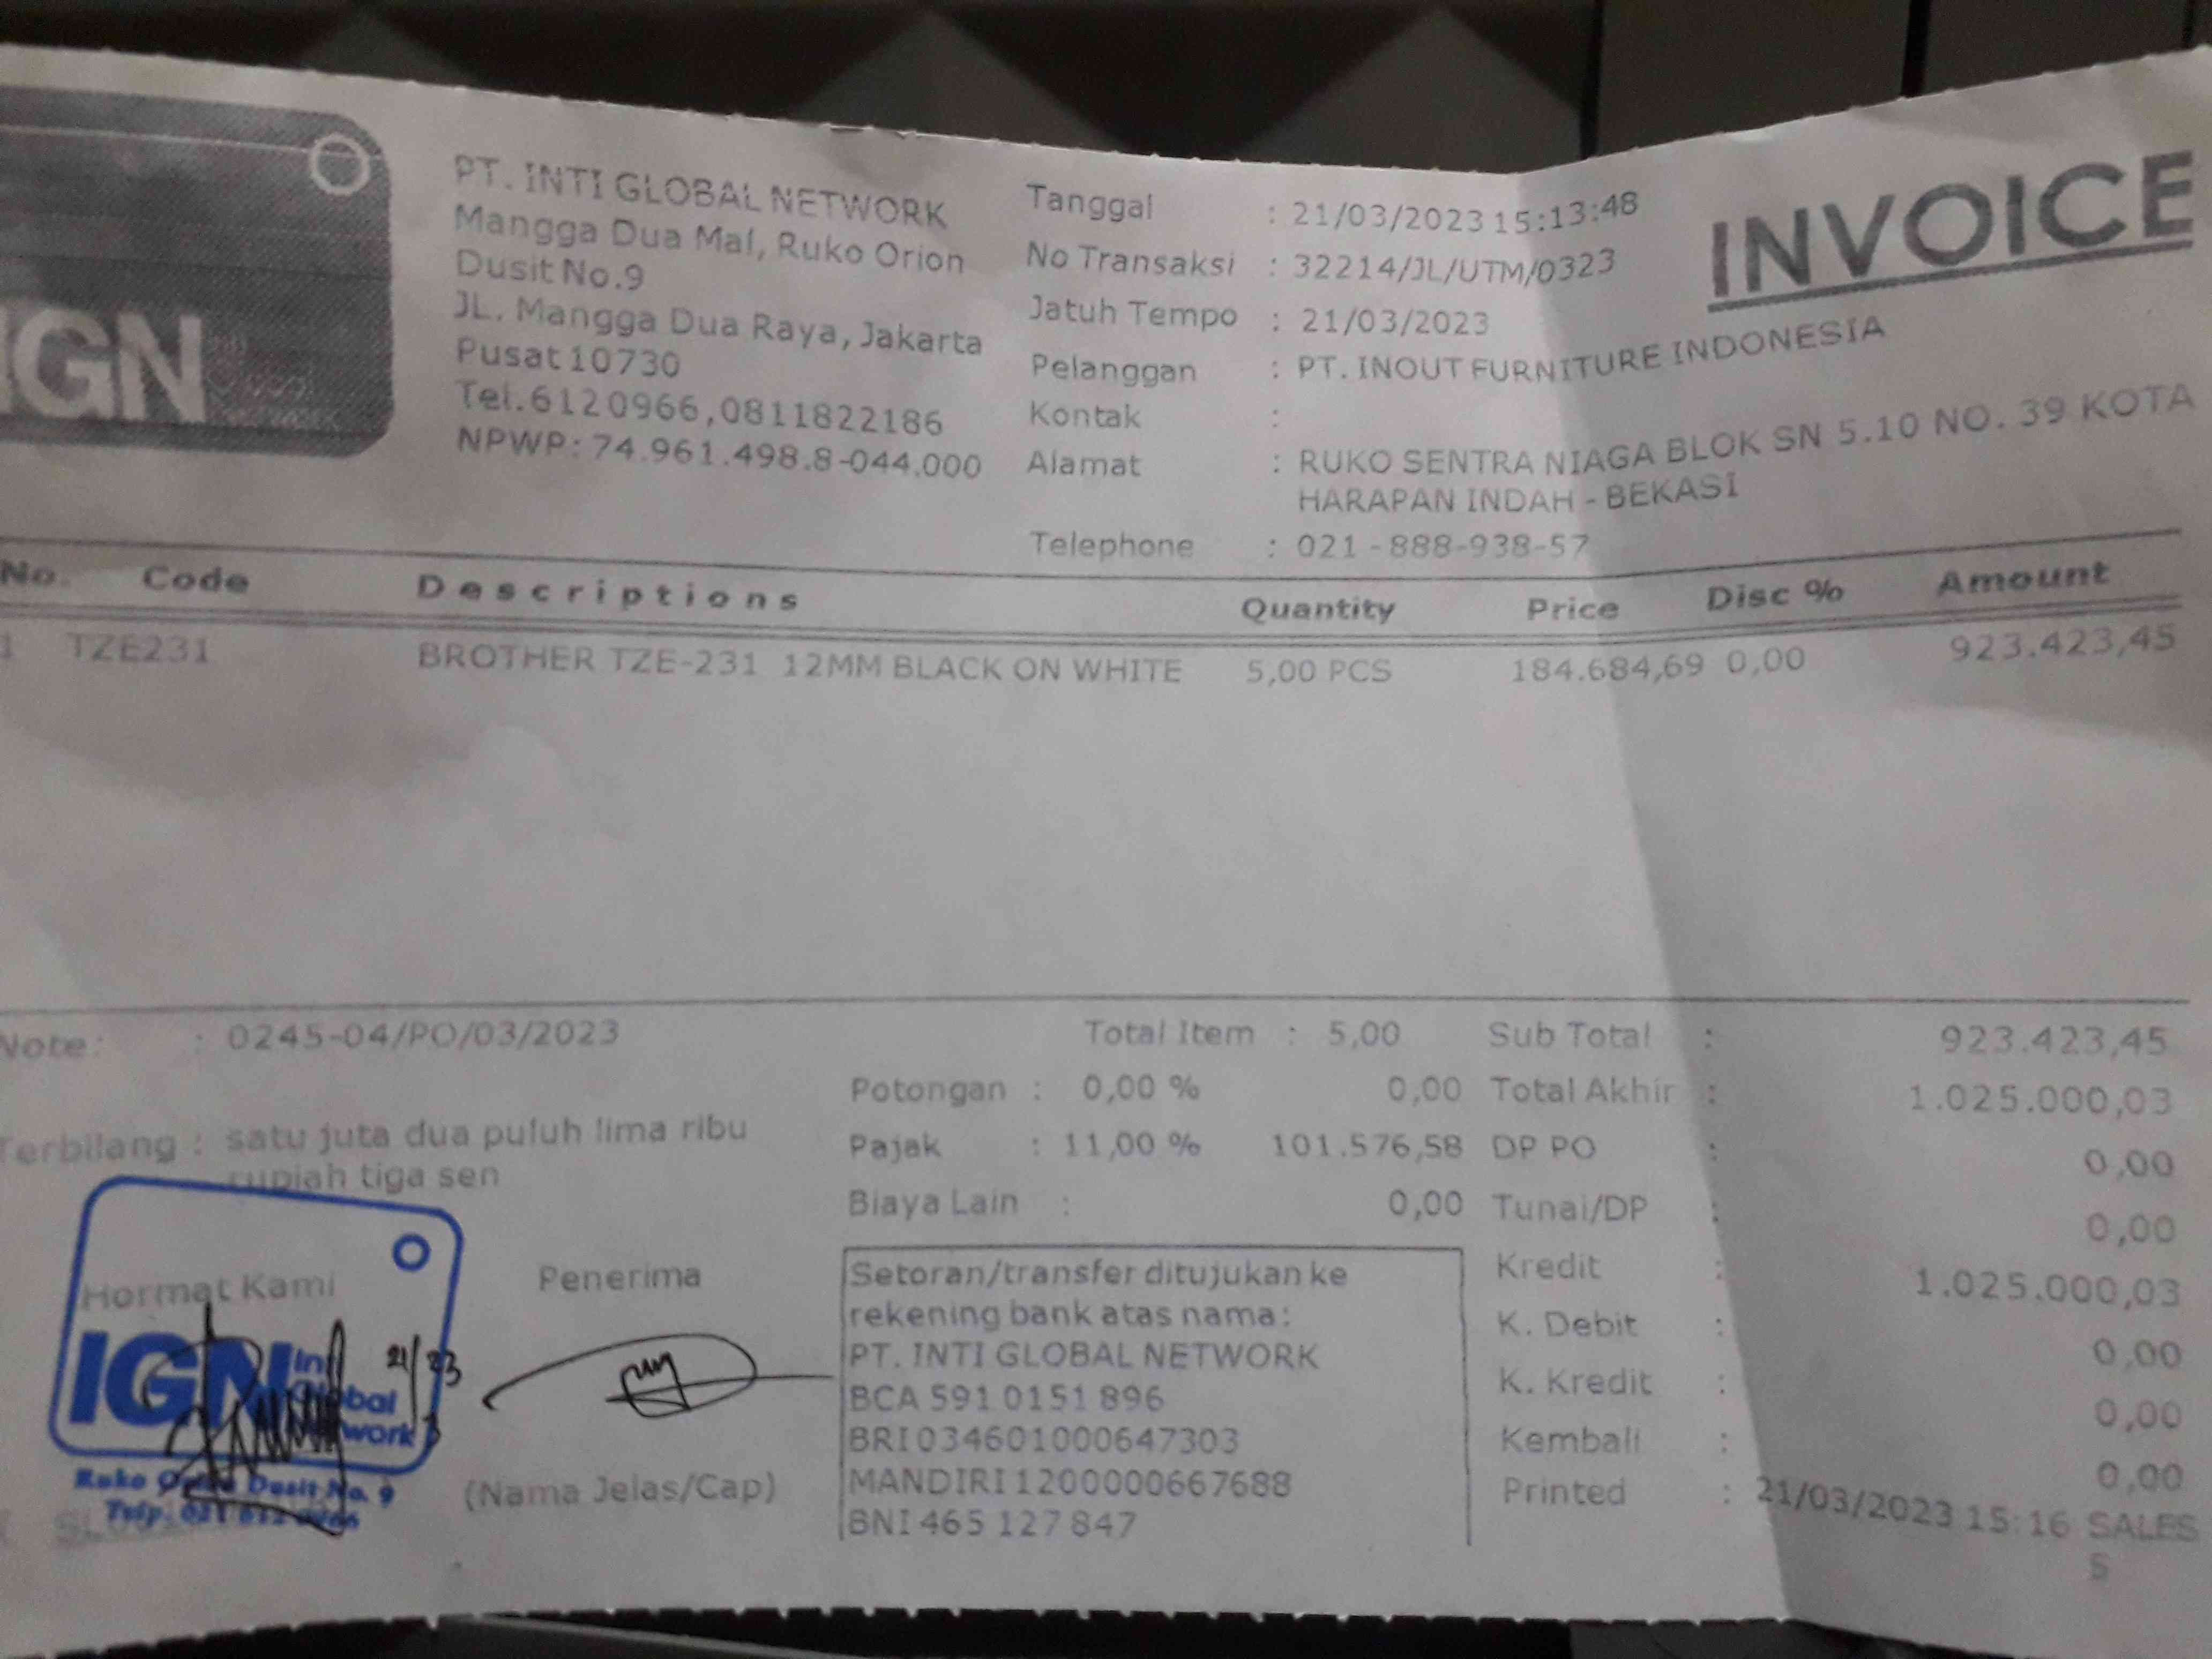 IGN
PT. INTI GLOBAL NETWORK
Mangga Dua Mal, Ruko Orion
Dusit No.9
JL. Mangga Dua Raya, Jakarta
Pusat 10730
Tel.6120966,0811822186
NPWP: 74.961.498.8-044.000
Tanggal : 21/03/2023 15:13:48
No Transaksi : 32214/JL/UTM/0323
Jatuh Tempo : 21/03/2023
Pelanggan : PT. INOUT FURNITURE INDONESIA
Kontak :
Alamat : RUKO SENTRA NIAGA BLOK SN 5.10 NO. 39 KOTA
HARAPAN INDAH - BEKASI
Telephone : 021 - 888-938-57
INVOICE
No. Code Descriptions Quantity Price Disc % Amount
1 TZE231 BROTHER TZE-231 12MM BLACK ON WHITE 5,00 PCS 184.684,69 0,00 923.423,45
Note: : 0245-04/PO/03/2023
Terbilang : satu juta dua puluh lima ribu
rupiah tiga sen
Total Item : 5,00
Potongan : 0,00 % 0,00
Pajak : 11,00 % 101.576,58
Biaya Lain : 0,00
Sub Total : 923.423,45
Total Akhir : 1.025.000,03
DP PO : 0,00
Tunai/DP : 0,00
Kredit : 1.025.000,03
K. Debit : 0,00
K. Kredit : 0,00
Kembali : 0,00
Printed : 21/03/2023 15:16 SALES
S
Hormat Kami
IGN
Global
Network
21/23
3
Ruko Dusit No. 9
Telp. 021 612
Penerima
(Nama Jelas/Cap)
Setoran/transfer ditujukan ke
rekening bank atas nama:
PT. INTI GLOBAL NETWORK
BCA 591 0151 896
BRI 034601000647303
MANDIRI 1200000667688
BNI 465 127 847